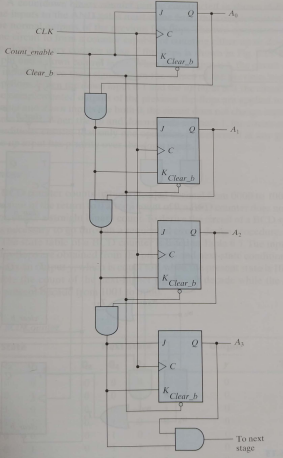 J Q A₀
CLK
C
Count_enable
K
Clear_b
Clear_b
J Q A₁
C
K
Clear_b
J Q A₂
C
K
Clear_b
J Q A₃
C
K
Clear_b
To next
stage